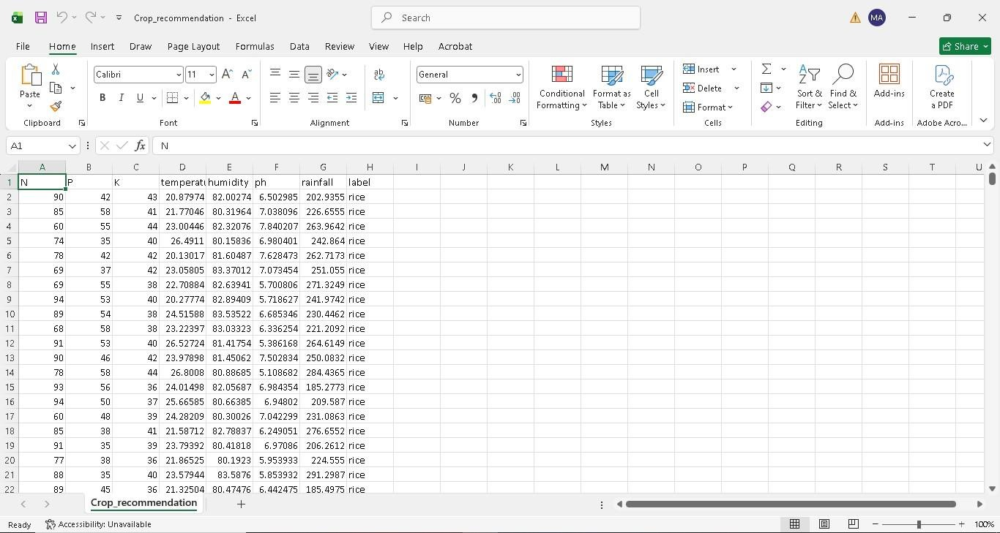 Crop_recommendation - Excel
Search
MA
File Home Insert Draw Page Layout Formulas Data Review View Help Acrobat
Share
Paste
Calibri 11
B I U
A
ab
General
% 9
Conditional Formatting
Format as Table
Cell Styles
Insert
Delete
Format
Sort & Filter
Find & Select
Add-ins
Create a PDF
Clipboard Font Alignment Number Styles Cells Editing Add-ins Adobe Acro...
A1 fx N
A B C D E F G H I J K L M N O P Q R S T U
1 N P K temperatu humidity ph rainfall label
2 90 42 43 20.87974 82.00274 6.502985 202.9355 rice
3 85 58 41 21.77046 80.31964 7.038096 226.6555 rice
4 60 55 44 23.00446 82.32076 7.840207 263.9642 rice
5 74 35 40 26.4911 80.15836 6.980401 242.864 rice
6 78 42 42 20.13017 81.60487 7.628473 262.7173 rice
7 69 37 42 23.05805 83.37012 7.073454 251.055 rice
8 69 55 38 22.70884 82.63941 5.700806 271.3249 rice
9 94 53 40 20.27774 82.89409 5.718627 241.9742 rice
10 89 54 38 24.51588 83.53522 6.685346 230.4462 rice
11 68 58 38 23.22397 83.03323 6.336254 221.2092 rice
12 91 53 40 26.52724 81.41754 5.386168 264.6149 rice
13 90 46 42 23.97898 81.45062 7.502834 250.0832 rice
14 78 58 44 26.8008 80.88685 5.108682 284.4365 rice
15 93 56 36 24.01498 82.05687 6.984354 185.2773 rice
16 94 50 37 25.66585 80.66385 6.94802 209.587 rice
17 60 48 39 24.28209 80.30026 7.042299 231.0863 rice
18 85 38 41 21.58712 82.78837 6.249051 276.6552 rice
19 91 35 39 23.79392 80.41818 6.97086 206.2612 rice
20 77 38 36 21.86525 80.1923 5.953933 224.555 rice
21 88 35 40 23.57944 83.5876 5.853932 291.2987 rice
22 89 45 36 21.32504 80.47476 6.442475 185.4975 rice
Crop_recommendation
Ready Accessibility: Unavailable 100%